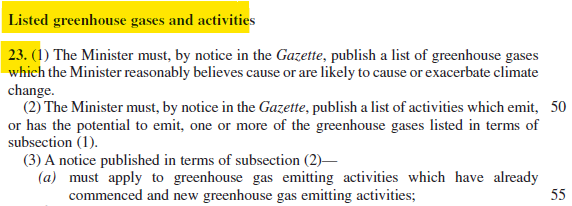 Listed greenhouse gases and activities
23. (1) The Minister must, by notice in the Gazette, publish a list of greenhouse gases
which the Minister reasonably believes cause or are likely to cause or exacerbate climate
change.
(2) The Minister must, by notice in the Gazette, publish a list of activities which emit, 50
or has the potential to emit, one or more of the greenhouse gases listed in terms of
subsection (1).
(3) A notice published in terms of subsection (2)—
(a) must apply to greenhouse gas emitting activities which have already
commenced and new greenhouse gas emitting activities; 55